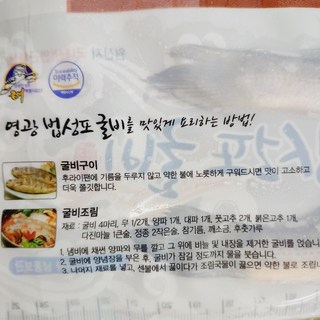 이력추적
영광 법성포 굴비를 맛있게 요리하는 방법!
굴비구이
후라이팬에 기름을 두루지 않고 약한 불에 노릇하게 구워드시면 맛이 고소하고
더욱 쫄깃합니다.
굴비조림
재료 : 굴비 4마리, 무 1/2개, 양파 1개, 대파 1개, 풋고추 2개, 붉은고추 1개,
다진마늘 1큰술, 정종 2작은술, 참기름, 깨소금, 후춧가루
1. 냄비에 채썬 양파와 무를 깔고 그 위에 비늘 및 내장을 제거한 굴비를 얹습
2. 굴비에 양념장을 부은 후, 굴비가 잠길 정도까지 물을 붓습니다.
3. 나머지 재료를 넣고, 센불에서 끓이다가 조림국물이 끓으면 약한 불로 조립니